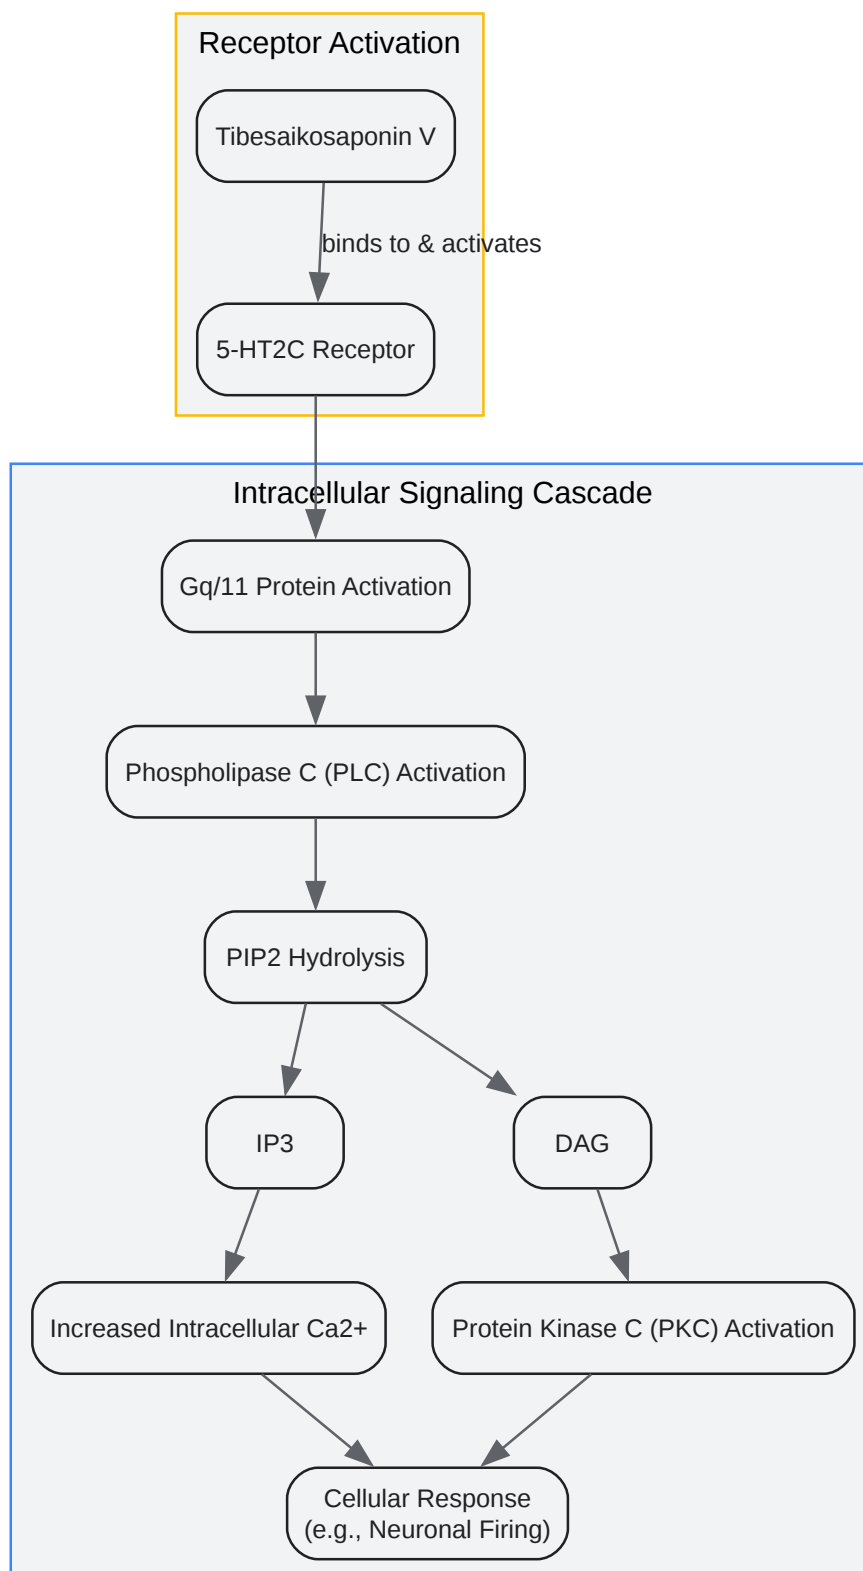 Receptor Activation
Tibesaikosaponin V
binds to & activates
5-HT2C Receptor
Intracellular Signaling Cascade
Gq/11 Protein Activation
Phospholipase C (PLC) Activation
PIP2 Hydrolysis
IP3
DAG
Increased Intracellular Ca2+
Protein Kinase C (PKC) Activation
Cellular Response
(e.g., Neuronal Firing)